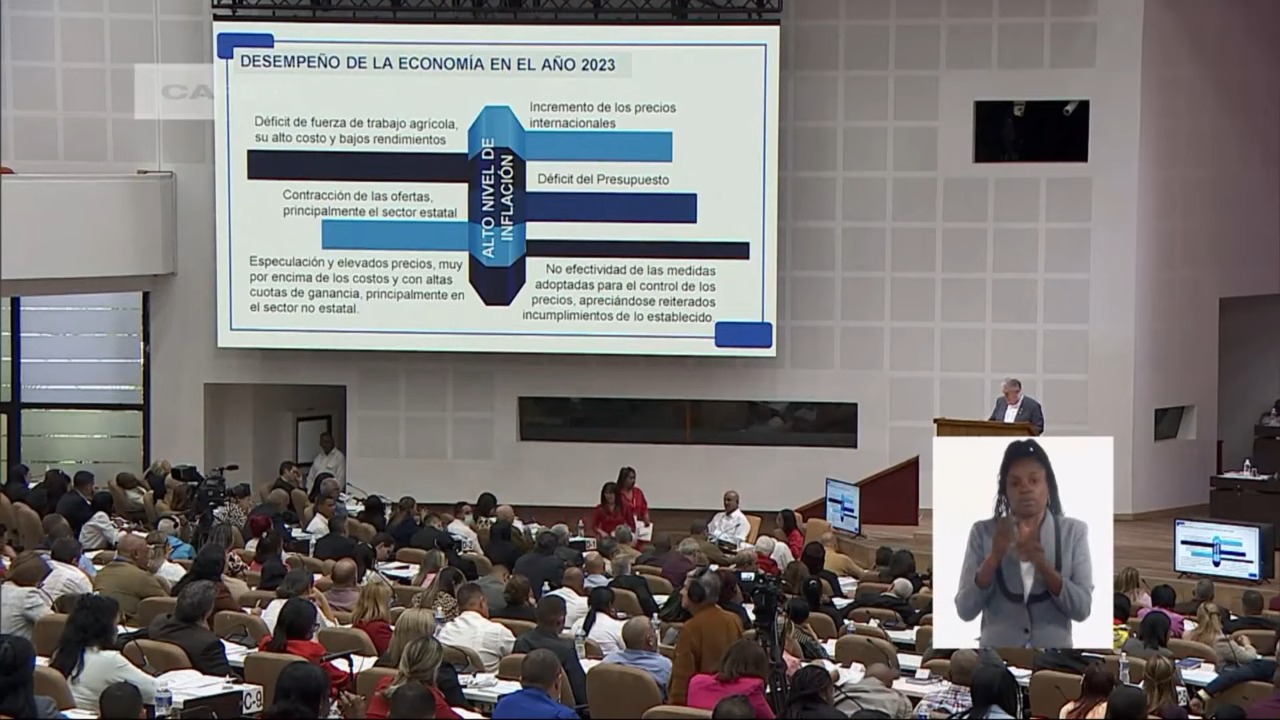 DESEMPEÑO DE LA ECONOMÍA EN EL AÑO 2023
CA
Déficit de fuerza de trabajo agrícola,
su alto costo y bajos rendimientos
Contracción de las ofertas,
principalmente el sector estatal
Especulación y elevados precios, muy
por encima de los costos y con altas
cuotas de ganancia, principalmente en
el sector no estatal.
ALTO NIVEL DE
INFLACIÓN
Incremento de los precios
internacionales
Déficit del Presupuesto
No efectividad de las medidas
adoptadas para el control de los
precios, apreciándose reiterados
incumplimientos de lo establecido.
C-9